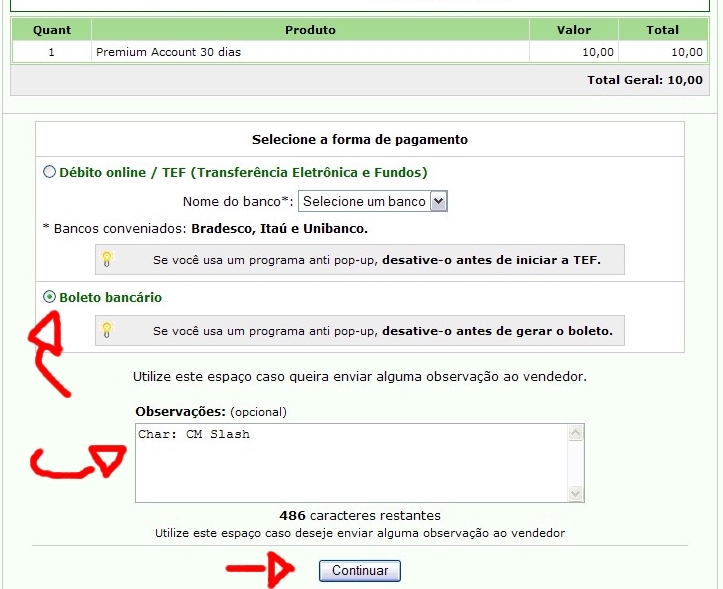 Quant Produto Valor Total
1 Premium Account 30 dias 10,00 10,00
Total Geral: 10,00
Selecione a forma de pagamento
Débito online / TEF (Transferência Eletrônica e Fundos)
Nome do banco*: Selecione um banco
* Bancos conveniados: Bradesco, Itaú e Unibanco.
Se você usa um programa anti pop-up, desative-o antes de iniciar a TEF.
Boleto bancário
Se você usa um programa anti pop-up, desative-o antes de gerar o boleto.
Utilize este espaço caso queira enviar alguma observação ao vendedor.
Observações: (opcional)
Char: CM Slash
486 caracteres restantes
Utilize este espaço caso deseje enviar alguma observação ao vendedor
Continuar